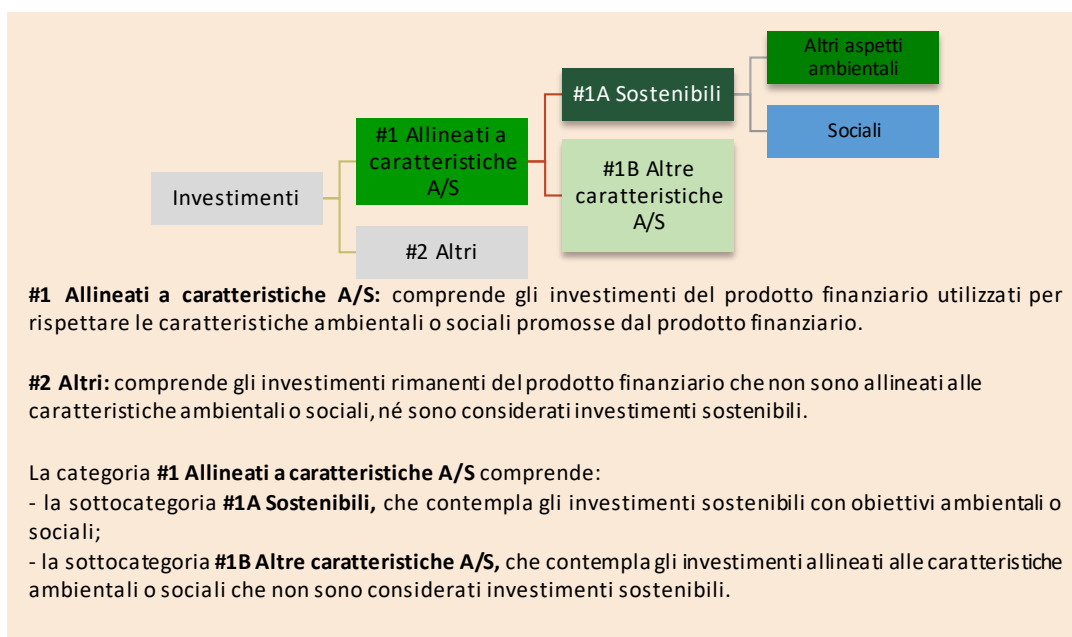 Altri aspetti
ambientali
#1A Sostenibili
Sociali
#1 Allineati a
caratteristiche
A/S
#1B Altre
caratteristiche
A/S
Investimenti
#2 Altri
#1 Allineati a caratteristiche A/S: comprende gli investimenti del prodotto finanziario utilizzati per
rispettare le caratteristiche ambientali o sociali promosse dal prodotto finanziario.
#2 Altri: comprende gli investimenti rimanenti del prodotto finanziario che non sono allineati alle
caratteristiche ambientali o sociali, né sono considerati investimenti sostenibili.
La categoria #1 Allineati a caratteristiche A/S comprende:
- la sottocategoria #1A Sostenibili, che contempla gli investimenti sostenibili con obiettivi ambientali o
sociali;
- la sottocategoria #1B Altre caratteristiche A/S, che contempla gli investimenti allineati alle caratteristiche
ambientali o sociali che non sono considerati investimenti sostenibili.